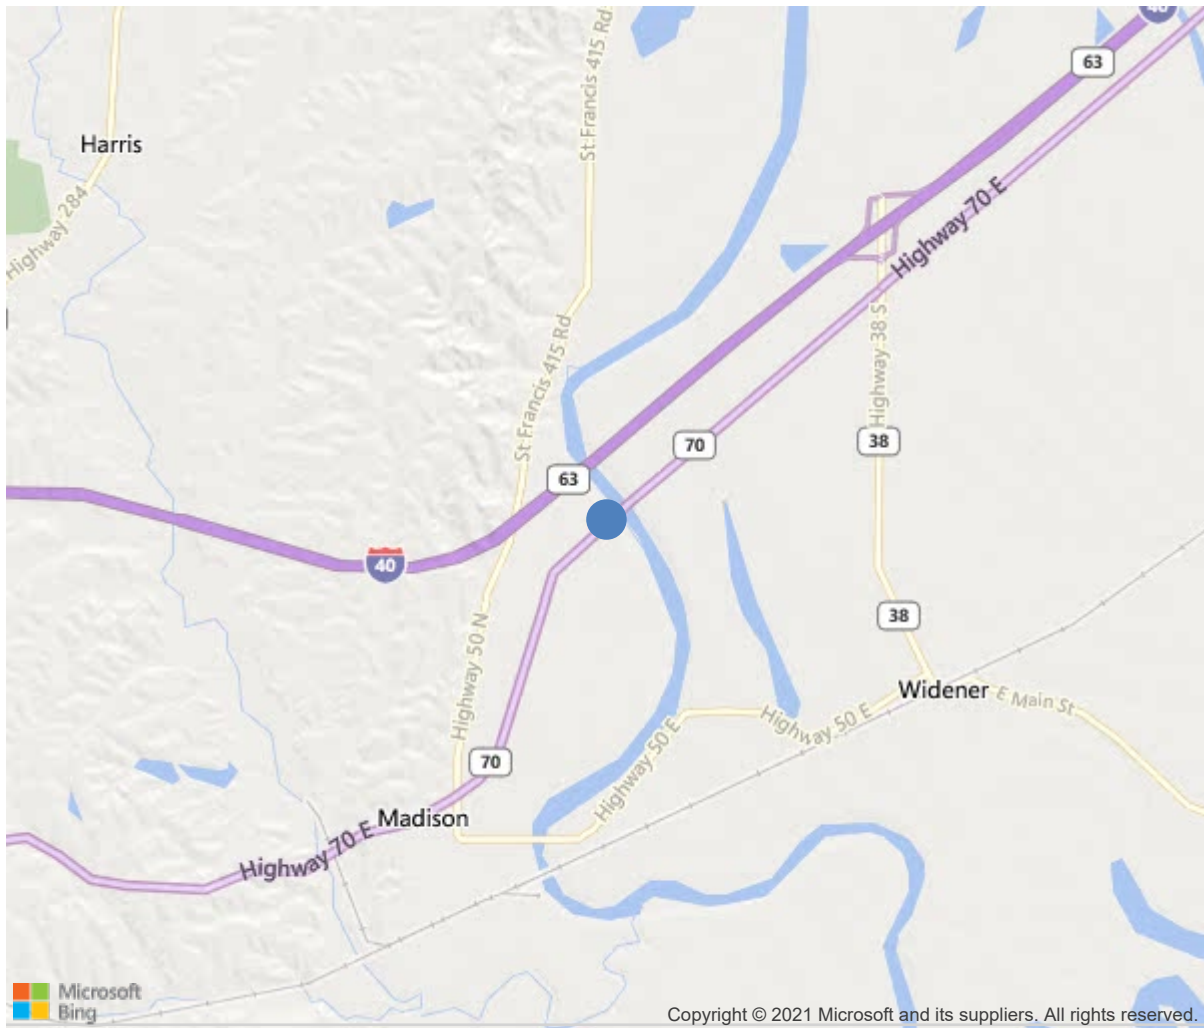 40
63
St Francis 415 Rd
Harris
Highway 284
Highway 70 E
Highway 38 S
St Francis 415 Rd
38
70
63
40
38
Highway 50 N
Widener
E Main St
Highway 50 E
70
Highway 50 E
Madison
Highway 70 E
Microsoft
Bing
Copyright © 2021 Microsoft and its suppliers. All rights reserved.